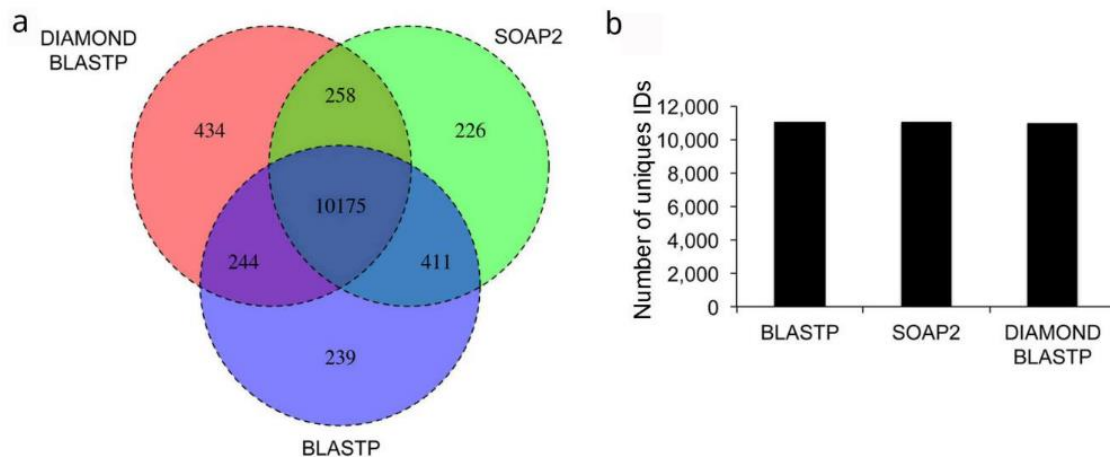 a
DIAMOND
BLASTP
SOAP2
434
258
226
10175
244
411
239
BLASTP
b
Number of uniques IDs
12,000
10,000
8,000
6,000
4,000
2,000
0
BLASTP
SOAP2
DIAMOND
BLASTP